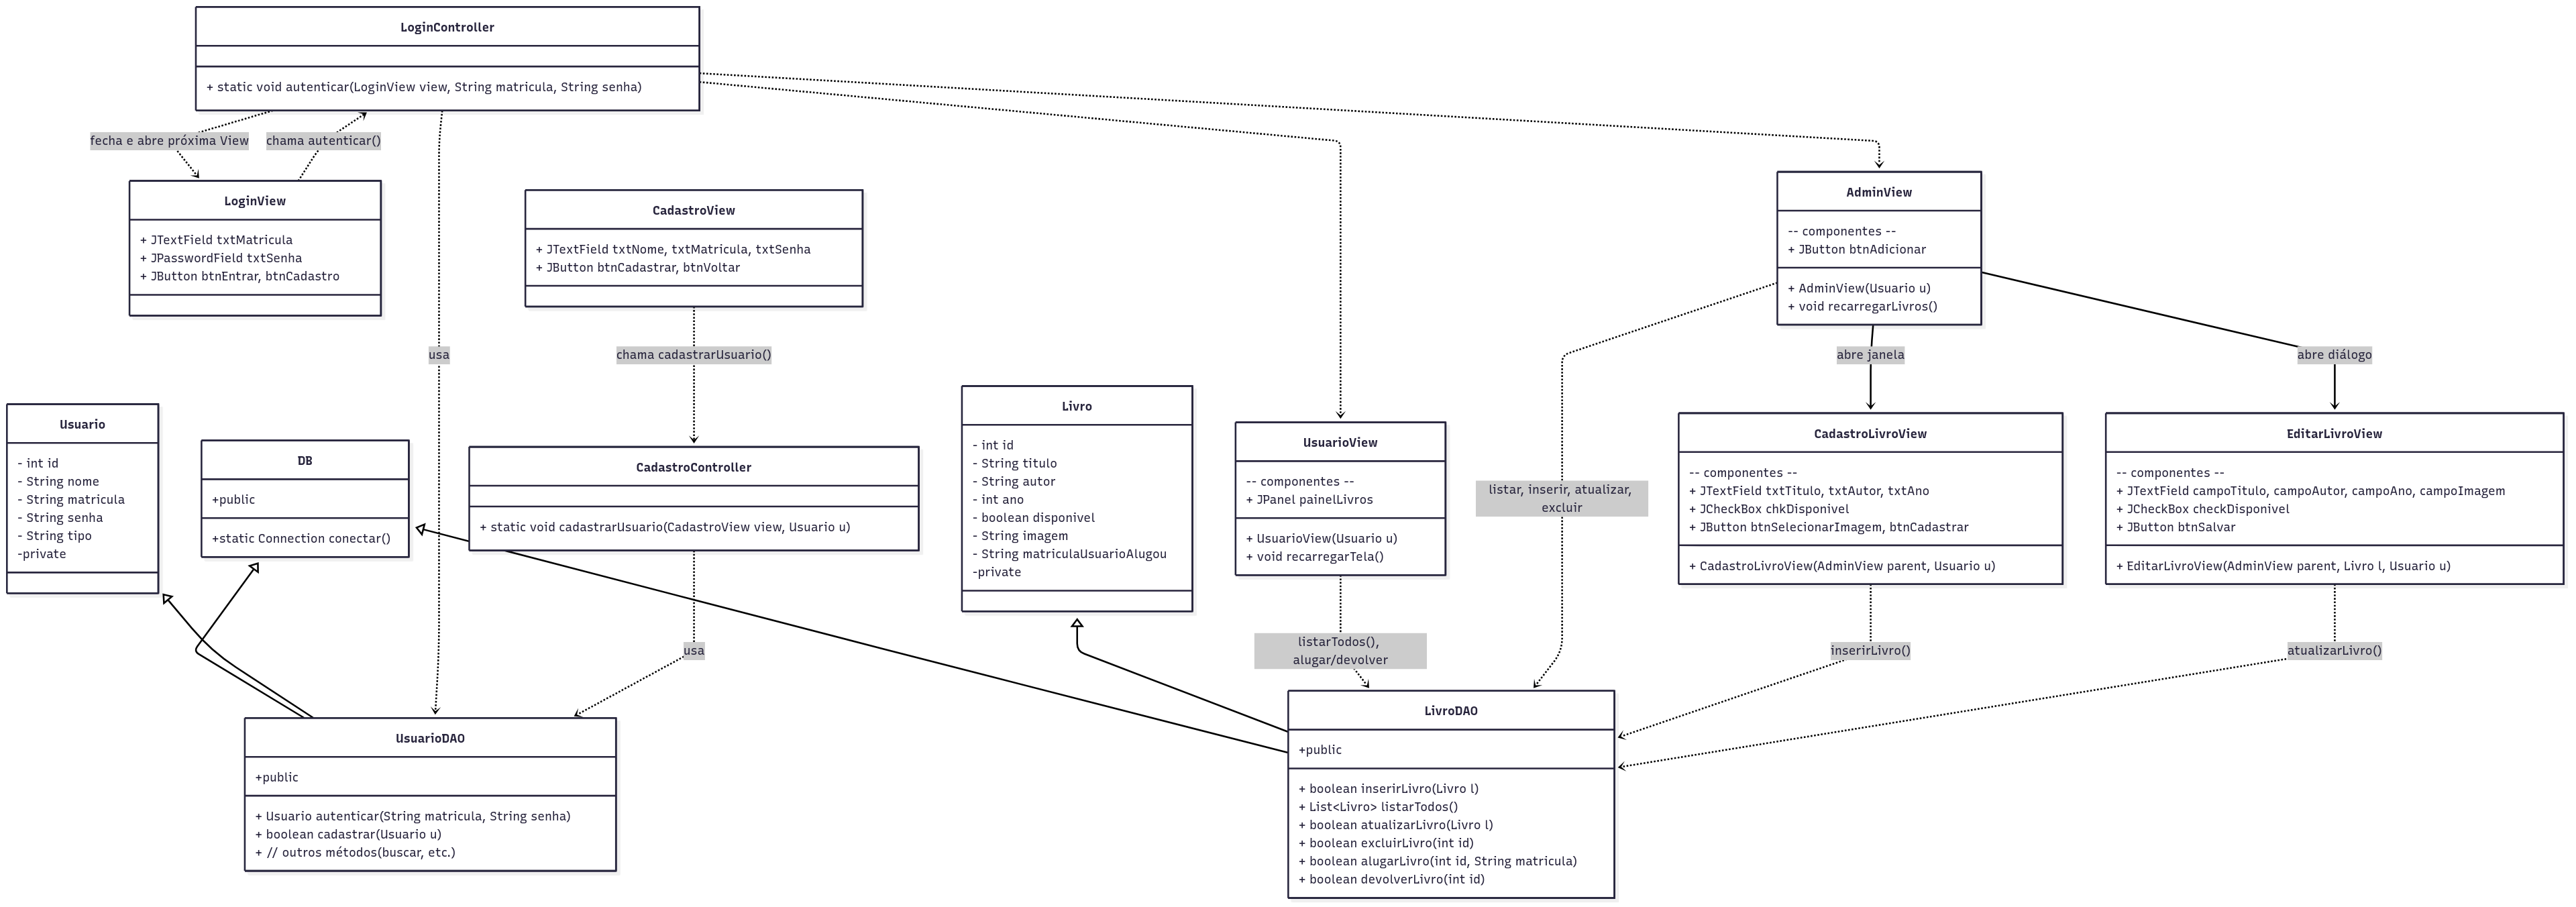 LoginController
+ static void autenticar(LoginView view, String matricula, String senha)
fecha e abre próxima View
chama autenticar()
LoginView
+ JTextField txtMatricula
+ JPasswordField txtSenha
+ JButton btnEntrar, btnCadastro
CadastroView
+ JTextField txtNome, txtMatricula, txtSenha
+ JButton btnCadastrar, btnVoltar
AdminView
-- componentes --
+ JButton btnAdicionar
+ AdminView(Usuario u)
+ void recarregarLivros()
usa
chama cadastrarUsuario()
abre janela
abre diálogo
Usuario
- int id
- String nome
- String matricula
- String senha
- String tipo
-private
DB
+public
+static Connection conectar()
CadastroController
+ static void cadastrarUsuario(CadastroView view, Usuario u)
Livro
- int id
- String titulo
- String autor
- int ano
- boolean disponivel
- String imagem
- String matriculaUsuarioAlugou
-private
UsuarioView
-- componentes --
+ JPanel painelLivros
+ UsuarioView(Usuario u)
+ void recarregarTela()
listar, inserir, atualizar,
excluir
CadastroLivroView
-- componentes --
+ JTextField txtTitulo, txtAutor, txtAno
+ JCheckBox chkDisponivel
+ JButton btnSelecionarImagem, btnCadastrar
+ CadastroLivroView(AdminView parent, Usuario u)
EditarLivroView
-- componentes --
+ JTextField campoTitulo, campoAutor, campoAno, campoImagem
+ JCheckBox checkDisponivel
+ JButton btnSalvar
+ EditarLivroView(AdminView parent, Livro l, Usuario u)
usa
listarTodos(),
alugar/devolver
inserirLivro()
atualizarLivro()
UsuarioDAO
+public
+ Usuario autenticar(String matricula, String senha)
+ boolean cadastrar(Usuario u)
+ // outros métodos(buscar, etc.)
LivroDAO
+public
+ boolean inserirLivro(Livro l)
+ List<Livro> listarTodos()
+ boolean atualizarLivro(Livro l)
+ boolean excluirLivro(int id)
+ boolean alugarLivro(int id, String matricula)
+ boolean devolverLivro(int id)